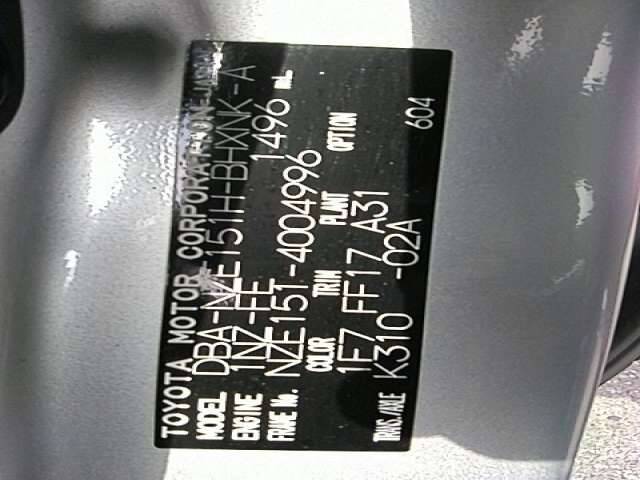 TOYOTA MOTOR CORPORATION JAPAN
MODEL DBA-NZE151H-BHXNK-A
ENGINE 1NZ-FE 1496 mL
FRAME No. NZE151-4004996
COLOR TRIM PLANT OPTION
1F7 FF17 A31
TRANS./AXLE K310 -02A 604